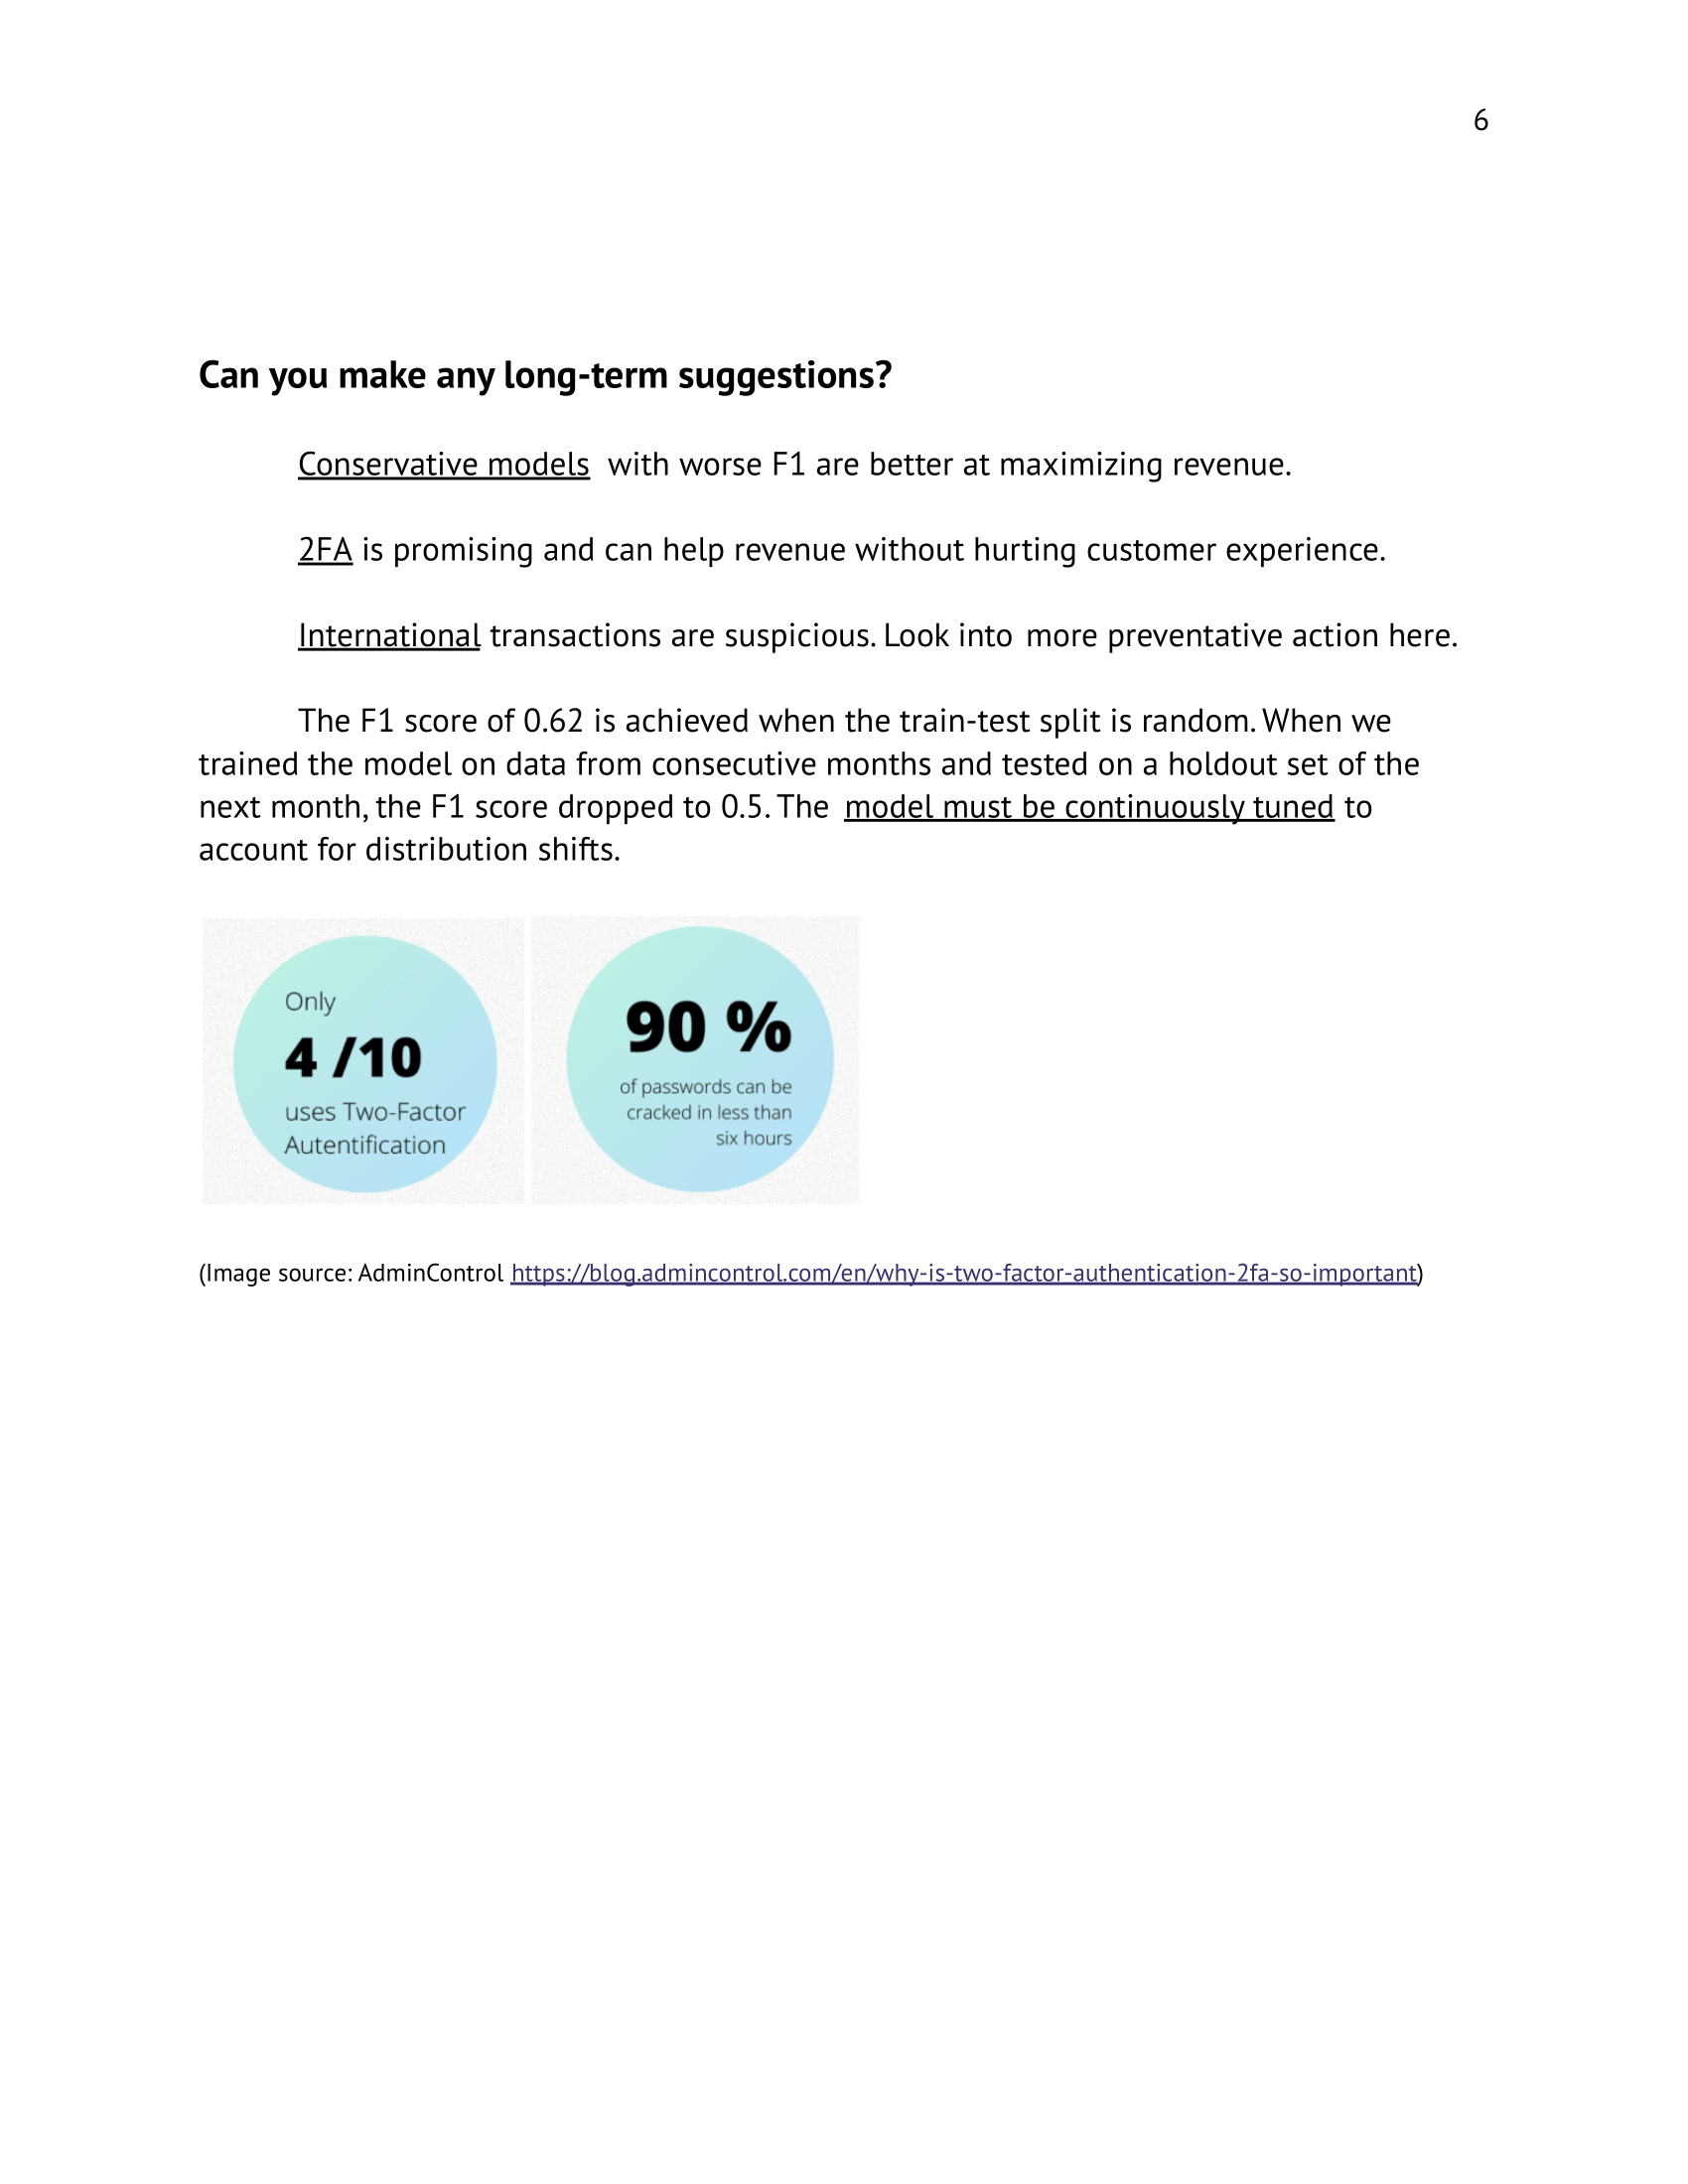 6
Can you make any long-term suggestions?
Conservative models with worse F1 are better at maximizing revenue.
2FA is promising and can help revenue without hurting customer experience.
International transactions are suspicious. Look into more preventative action here.
The F1 score of 0.62 is achieved when the train-test split is random. When we
trained the model on data from consecutive months and tested on a holdout set of the
next month, the F1 score dropped to 0.5. The model must be continuously tuned to
account for distribution shifts.
Only
4 /10
uses Two-Factor
Autentification
90 %
of passwords can be
cracked in less than
six hours
(Image source: AdminControl https://blog.admincontrol.com/en/why-is-two-factor-authentication-2fa-so-important)